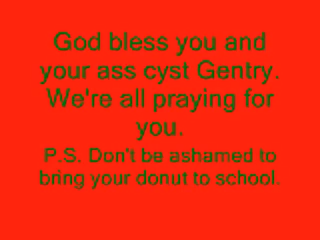 God bless you and
your ass cyst Gentry.
We're all praying for
you.
P.S. Don't be ashamed to
bring your donut to school.